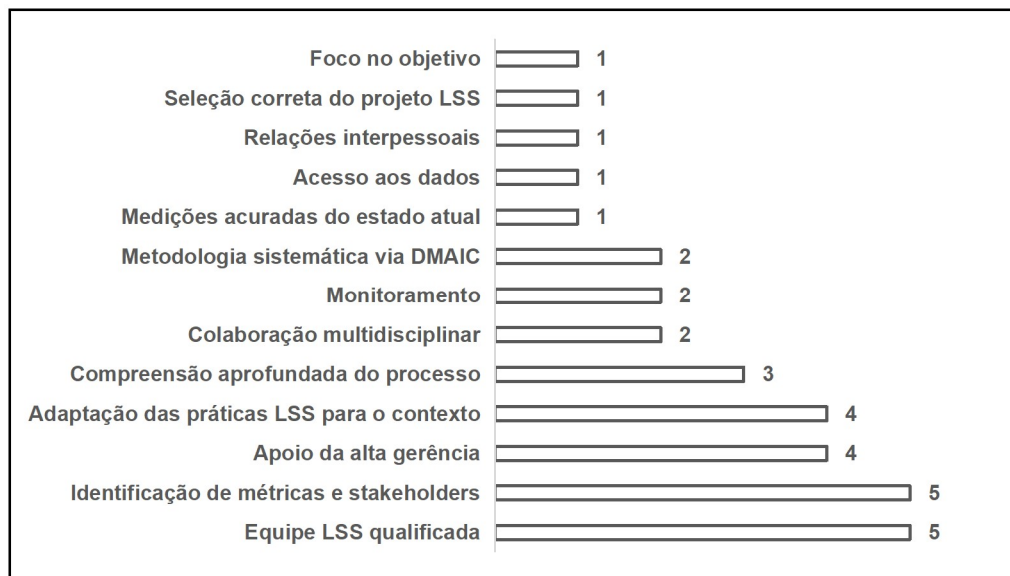 Foco no objetivo 1
Seleção correta do projeto LSS 1
Relações interpessoais 1
Acesso aos dados 1
Medições acuradas do estado atual 1
Metodologia sistemática via DMAIC 2
Monitoramento 2
Colaboração multidisciplinar 2
Compreensão aprofundada do processo 3
Adaptação das práticas LSS para o contexto 4
Apoio da alta gerência 4
Identificação de métricas e stakeholders 5
Equipe LSS qualificada 5